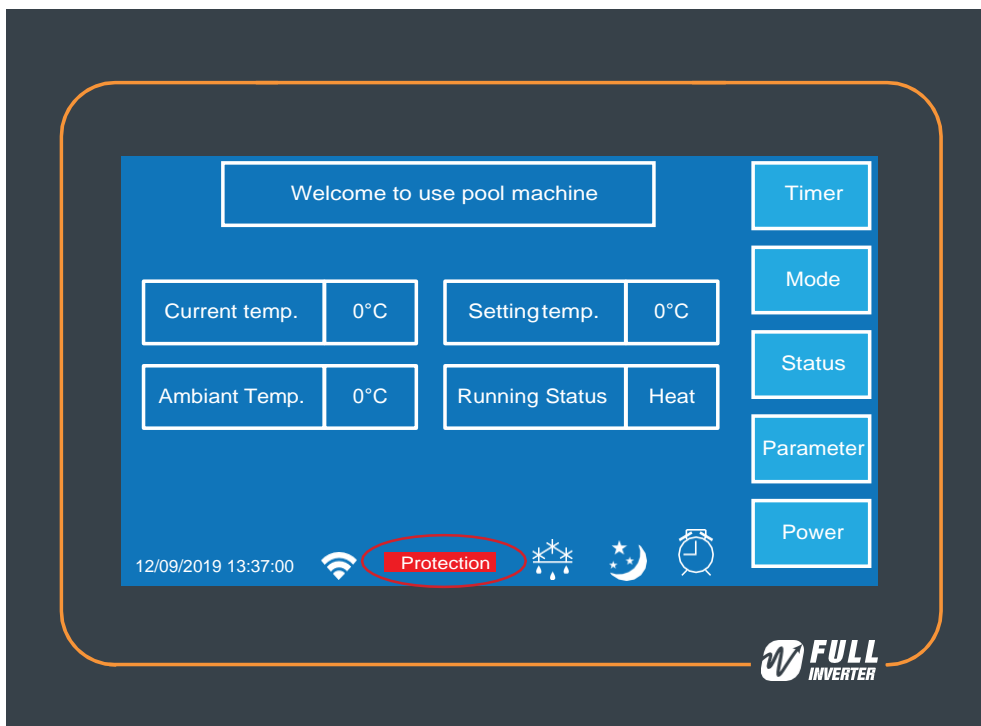 Welcome to use pool machine
Timer
Mode
Current temp. 0°C Setting temp. 0°C
Status
Ambiant Temp. 0°C Running Status Heat
Parameter
Power
12/09/2019 13:37:00 Protection
FULL
INVERTER